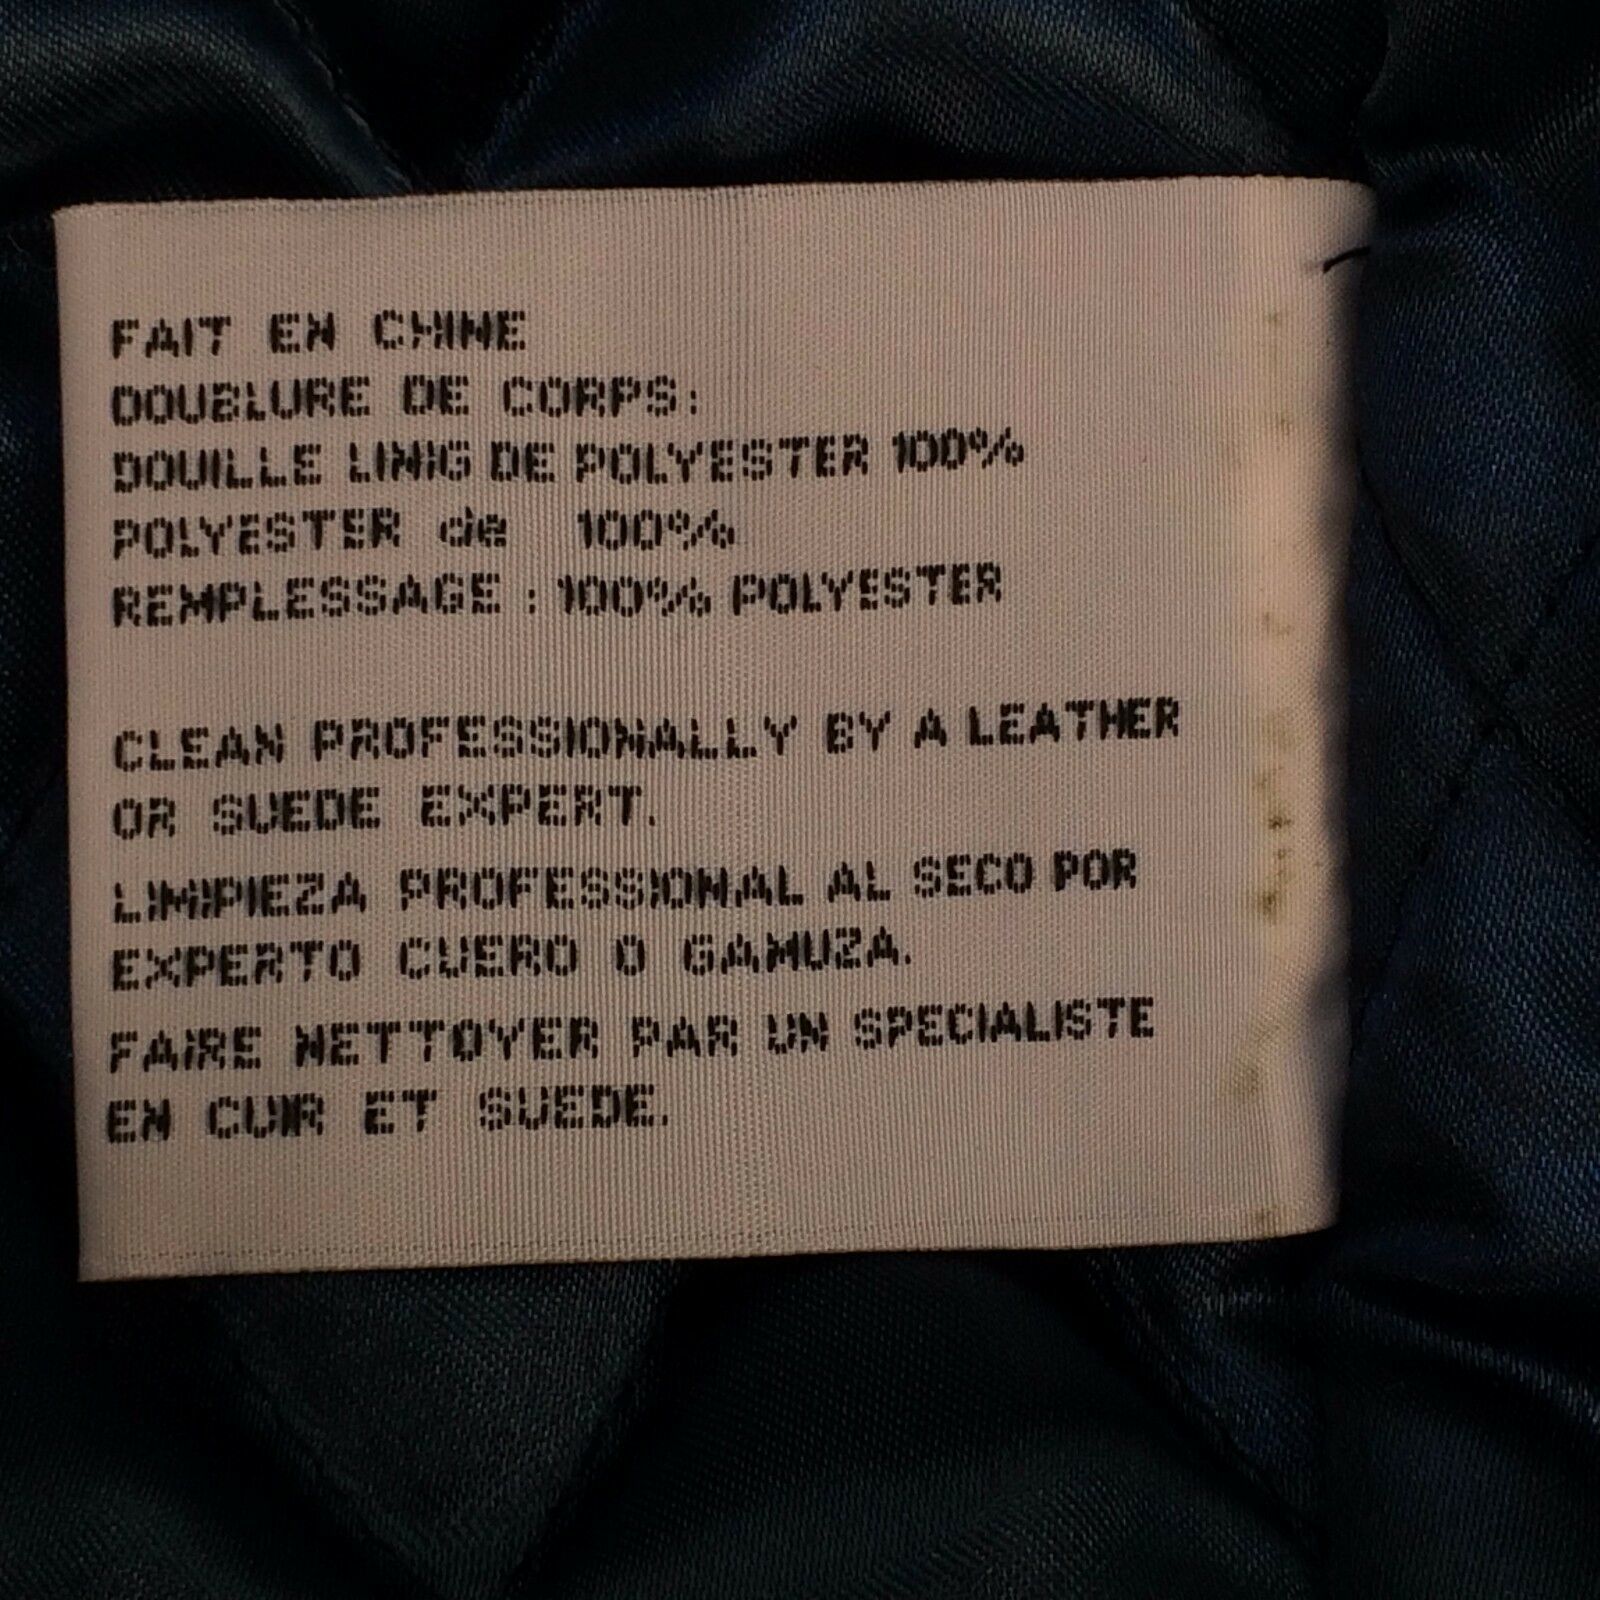 FAIT EN CHINE
DOUBLURE DE CORPS:
DOUILLE LINIG DE POLYESTER 100%
POLYESTER de 100%
REMPLESSAGE : 100% POLYESTER
CLEAN PROFESSIONALLY BY A LEATHER
OR SUEDE EXPERT.
LIMIPIEZA PROFESSIONAL AL SECO POR
EXPERTO CUERO O GAMUZA.
FAIRE NETTOYER PAR UN SPECIALISTE
EN CUIR ET SUEDE.